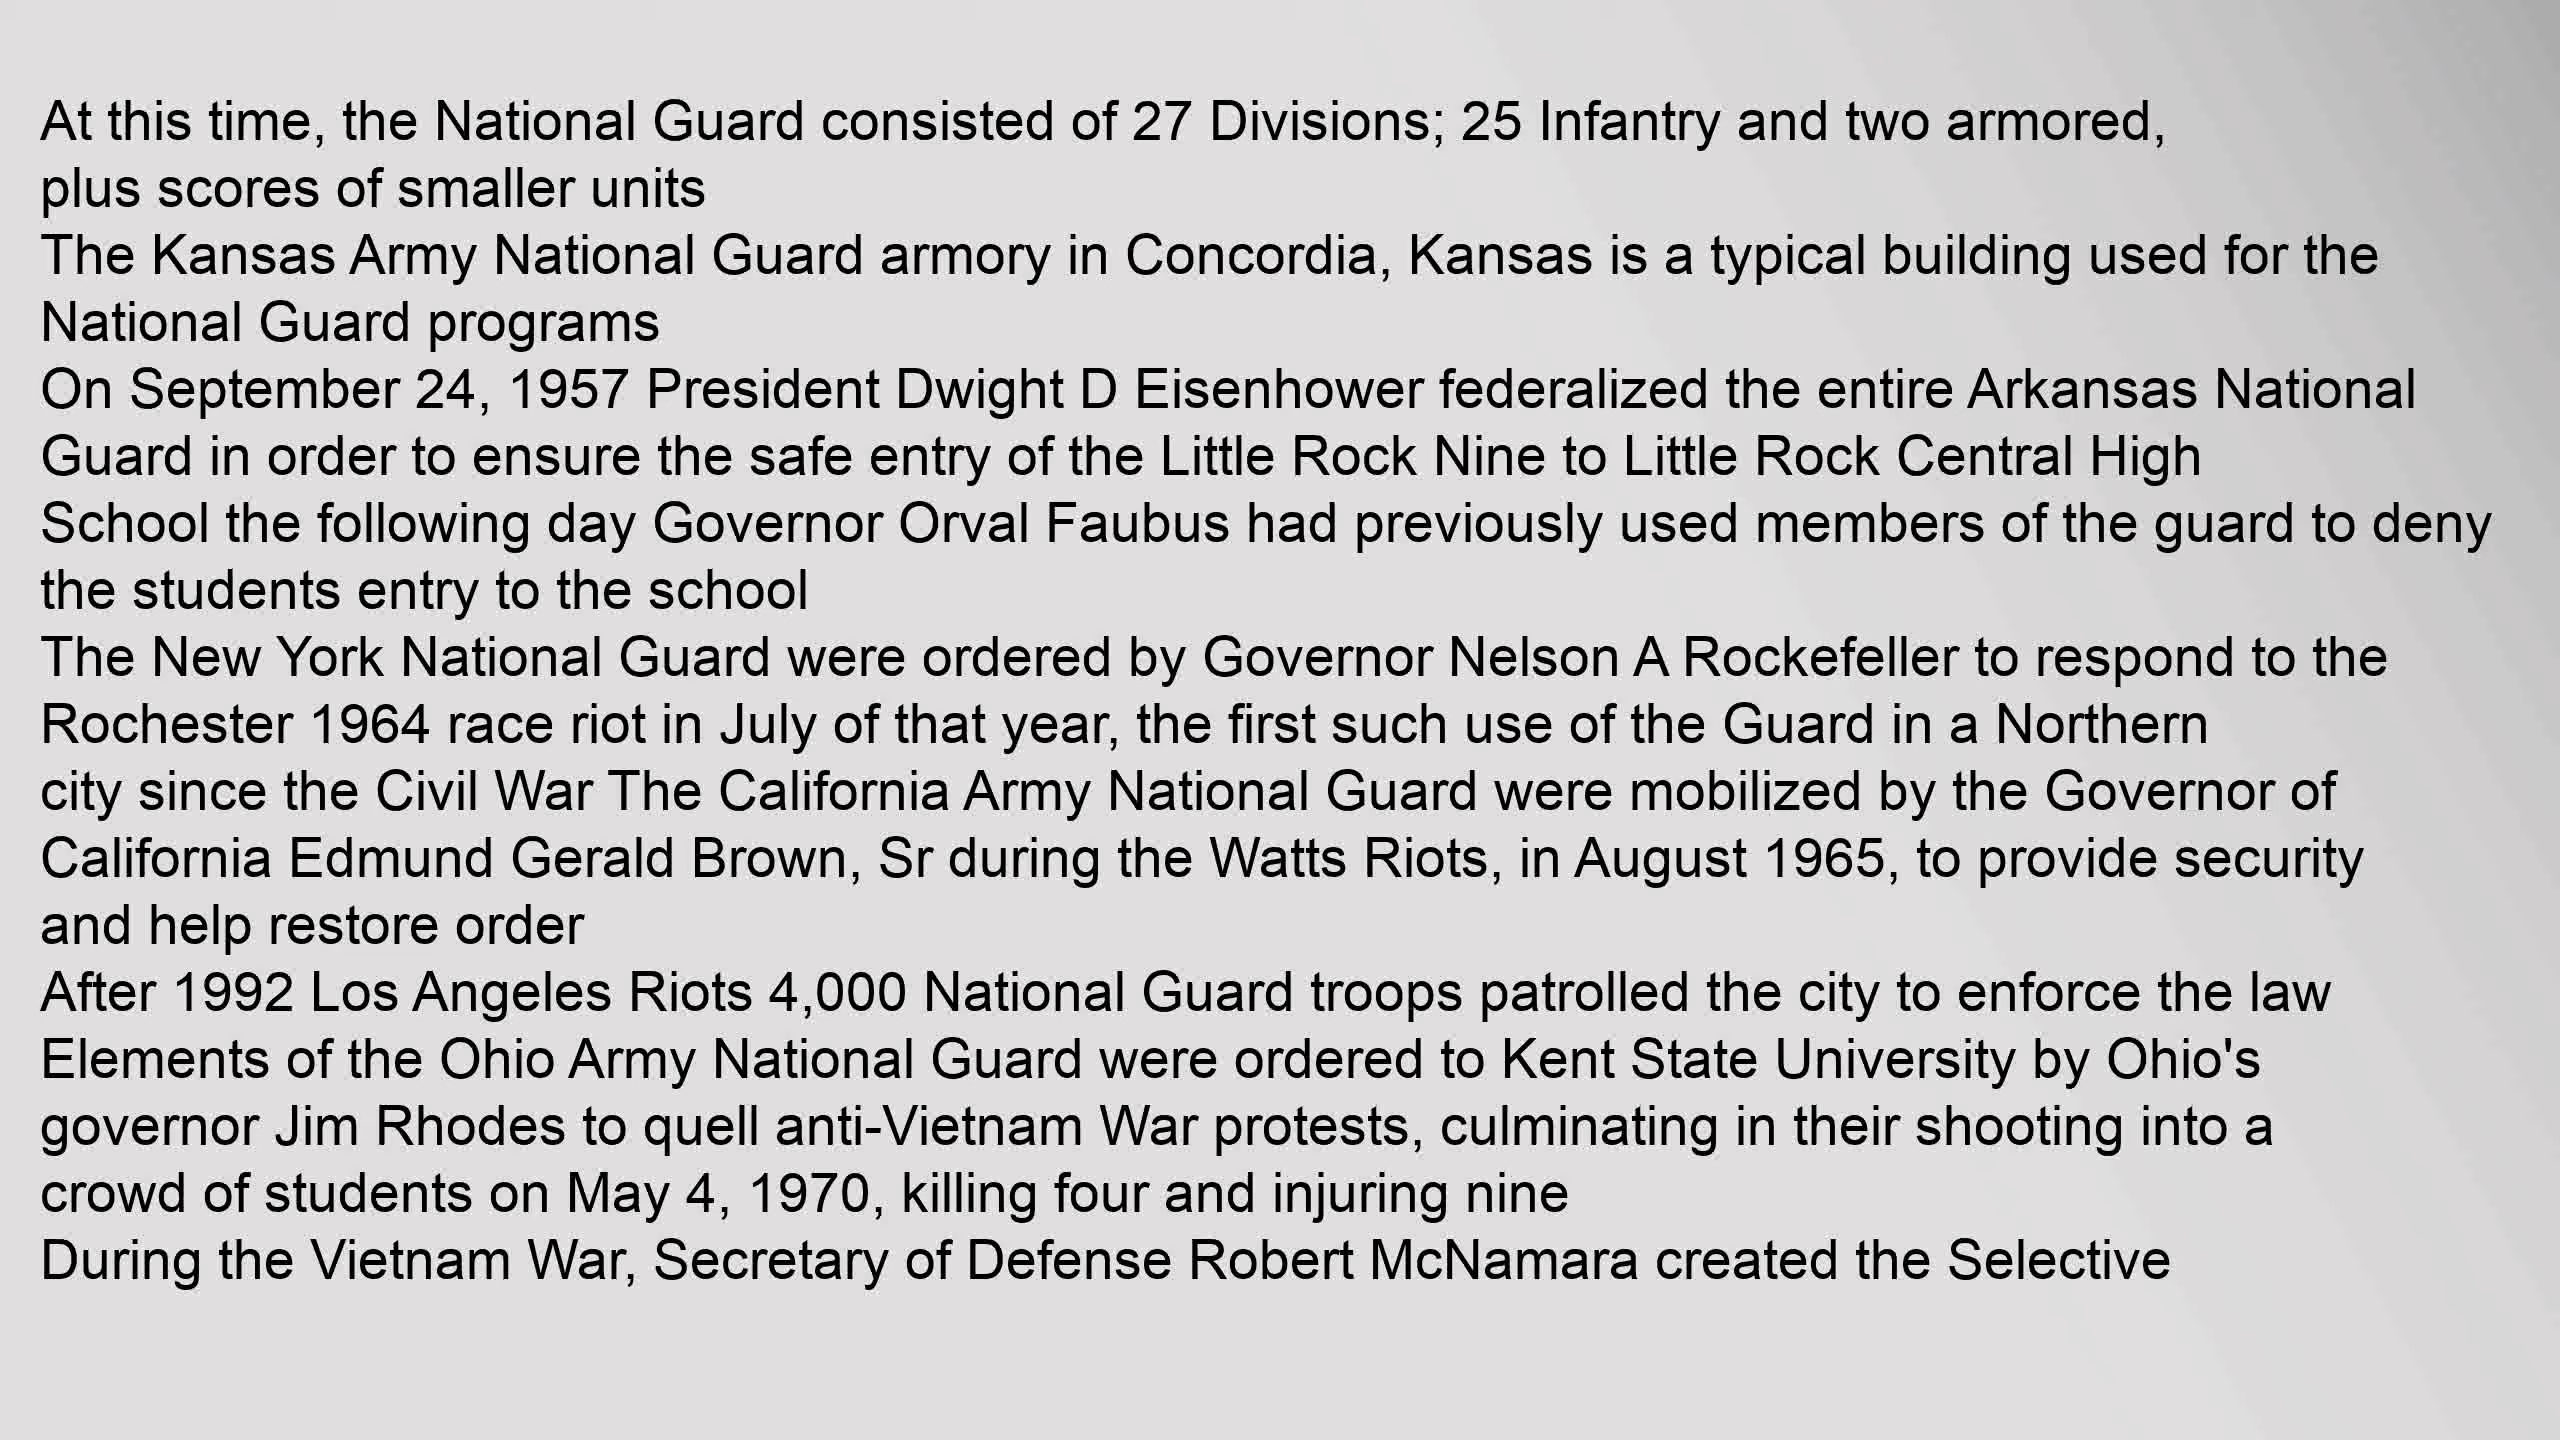 At this time, the National Guard consisted of 27 Divisions; 25 Infantry and two armored,
plus scores of smaller units
The Kansas Army National Guard armory in Concordia, Kansas is a typical building used for the
National Guard programs
On September 24, 1957 President Dwight D Eisenhower federalized the entire Arkansas National
Guard in order to ensure the safe entry of the Little Rock Nine to Little Rock Central High
School the following day Governor Orval Faubus had previously used members of the guard to deny
the students entry to the school
The New York National Guard were ordered by Governor Nelson A Rockefeller to respond to the
Rochester 1964 race riot in July of that year, the first such use of the Guard in a Northern
city since the Civil War The California Army National Guard were mobilized by the Governor of
California Edmund Gerald Brown, Sr during the Watts Riots, in August 1965, to provide security
and help restore order
After 1992 Los Angeles Riots 4,000 National Guard troops patrolled the city to enforce the law
Elements of the Ohio Army National Guard were ordered to Kent State University by Ohio's
governor Jim Rhodes to quell anti-Vietnam War protests, culminating in their shooting into a
crowd of students on May 4, 1970, killing four and injuring nine
During the Vietnam War, Secretary of Defense Robert McNamara created the Selective